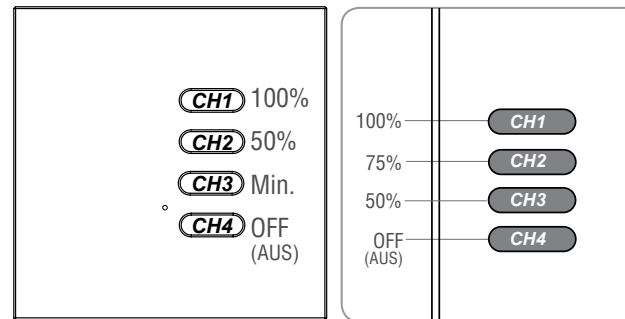 CH1 100%
CH2 50%
CH3 Min.
CH4 OFF
(AUS)
100% CH1
75% CH2
50% CH3
OFF CH4
(AUS)